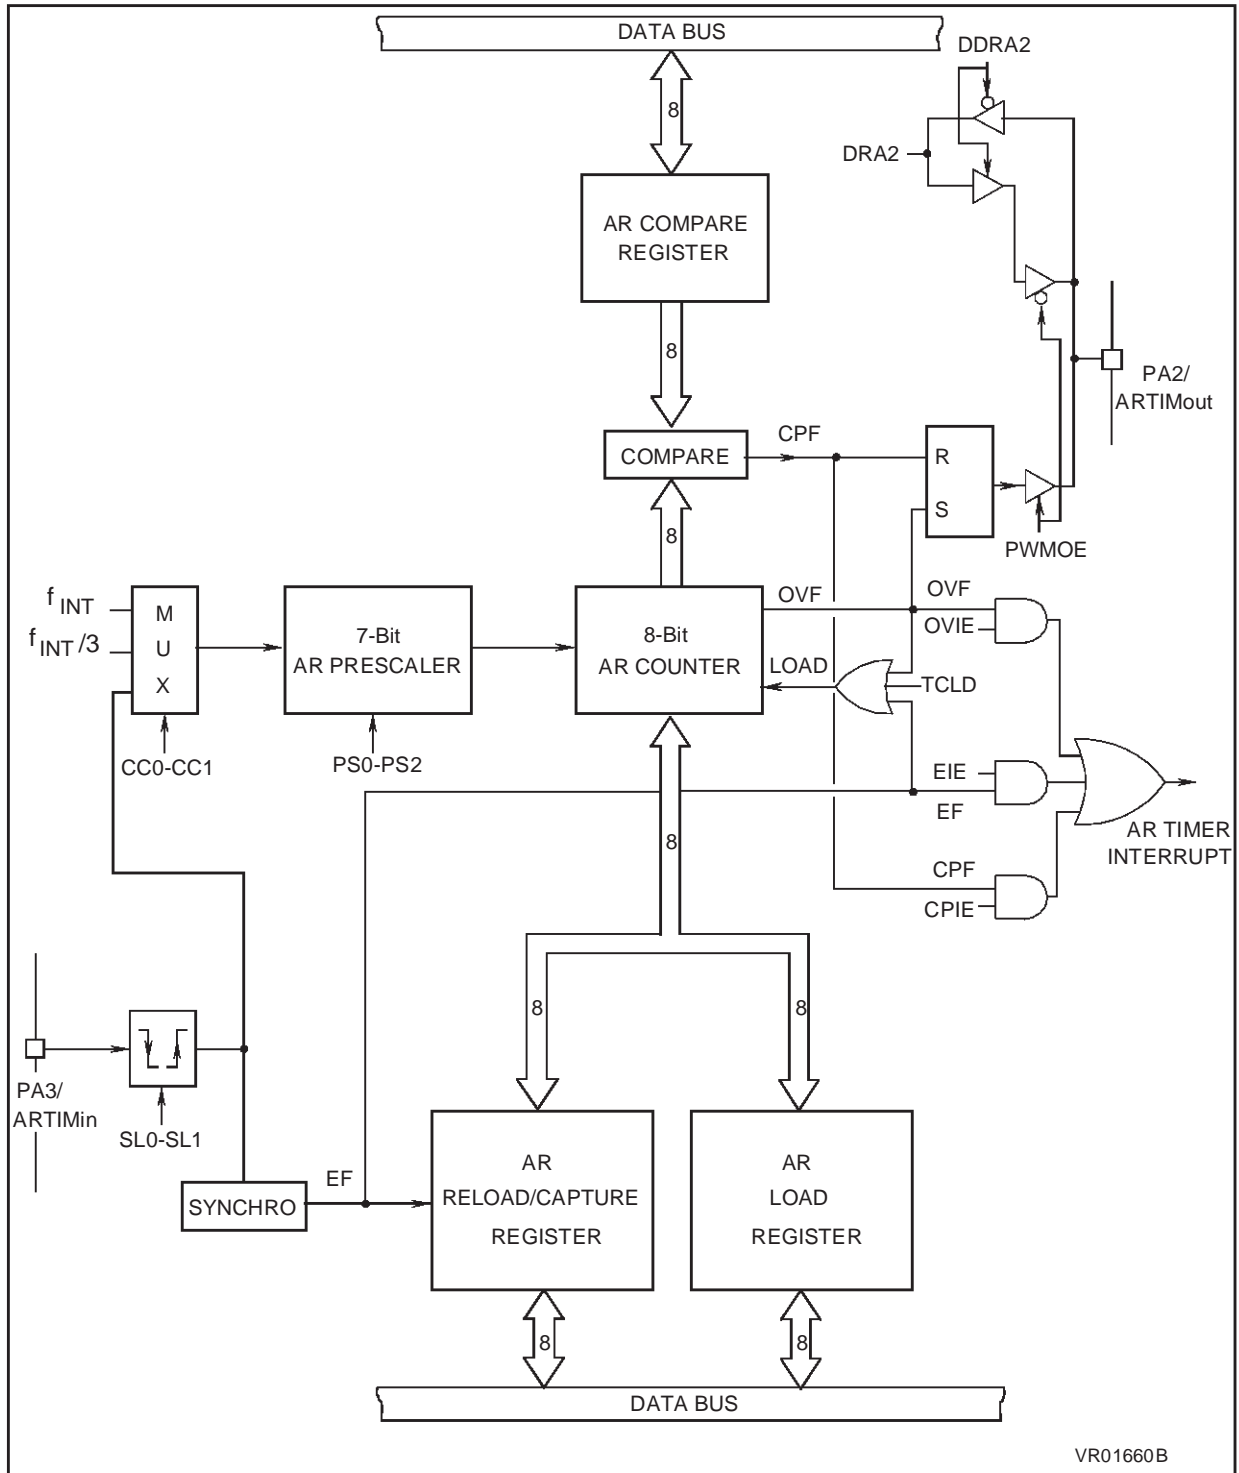 DATA BUS
DDRA2
8
DRA2
AR COMPARE
REGISTER
8
PA2/
ARTIMout
CPF
COMPARE
R
S
8
PWMOE
f INT
f INT /3
M
U
X
7-Bit
AR PRESCALER
8-Bit
AR COUNTER
OVF
OVF
OVIE
LOAD
TCLD
CC0-CC1
PS0-PS2
EIE
EF
AR TIMER
INTERRUPT
8
CPF
CPIE
8
8
PA3/
ARTIMin
SL0-SL1
SYNCHRO
EF
AR
RELOAD/CAPTURE
REGISTER
AR
LOAD
REGISTER
8
8
DATA BUS
VR01660B